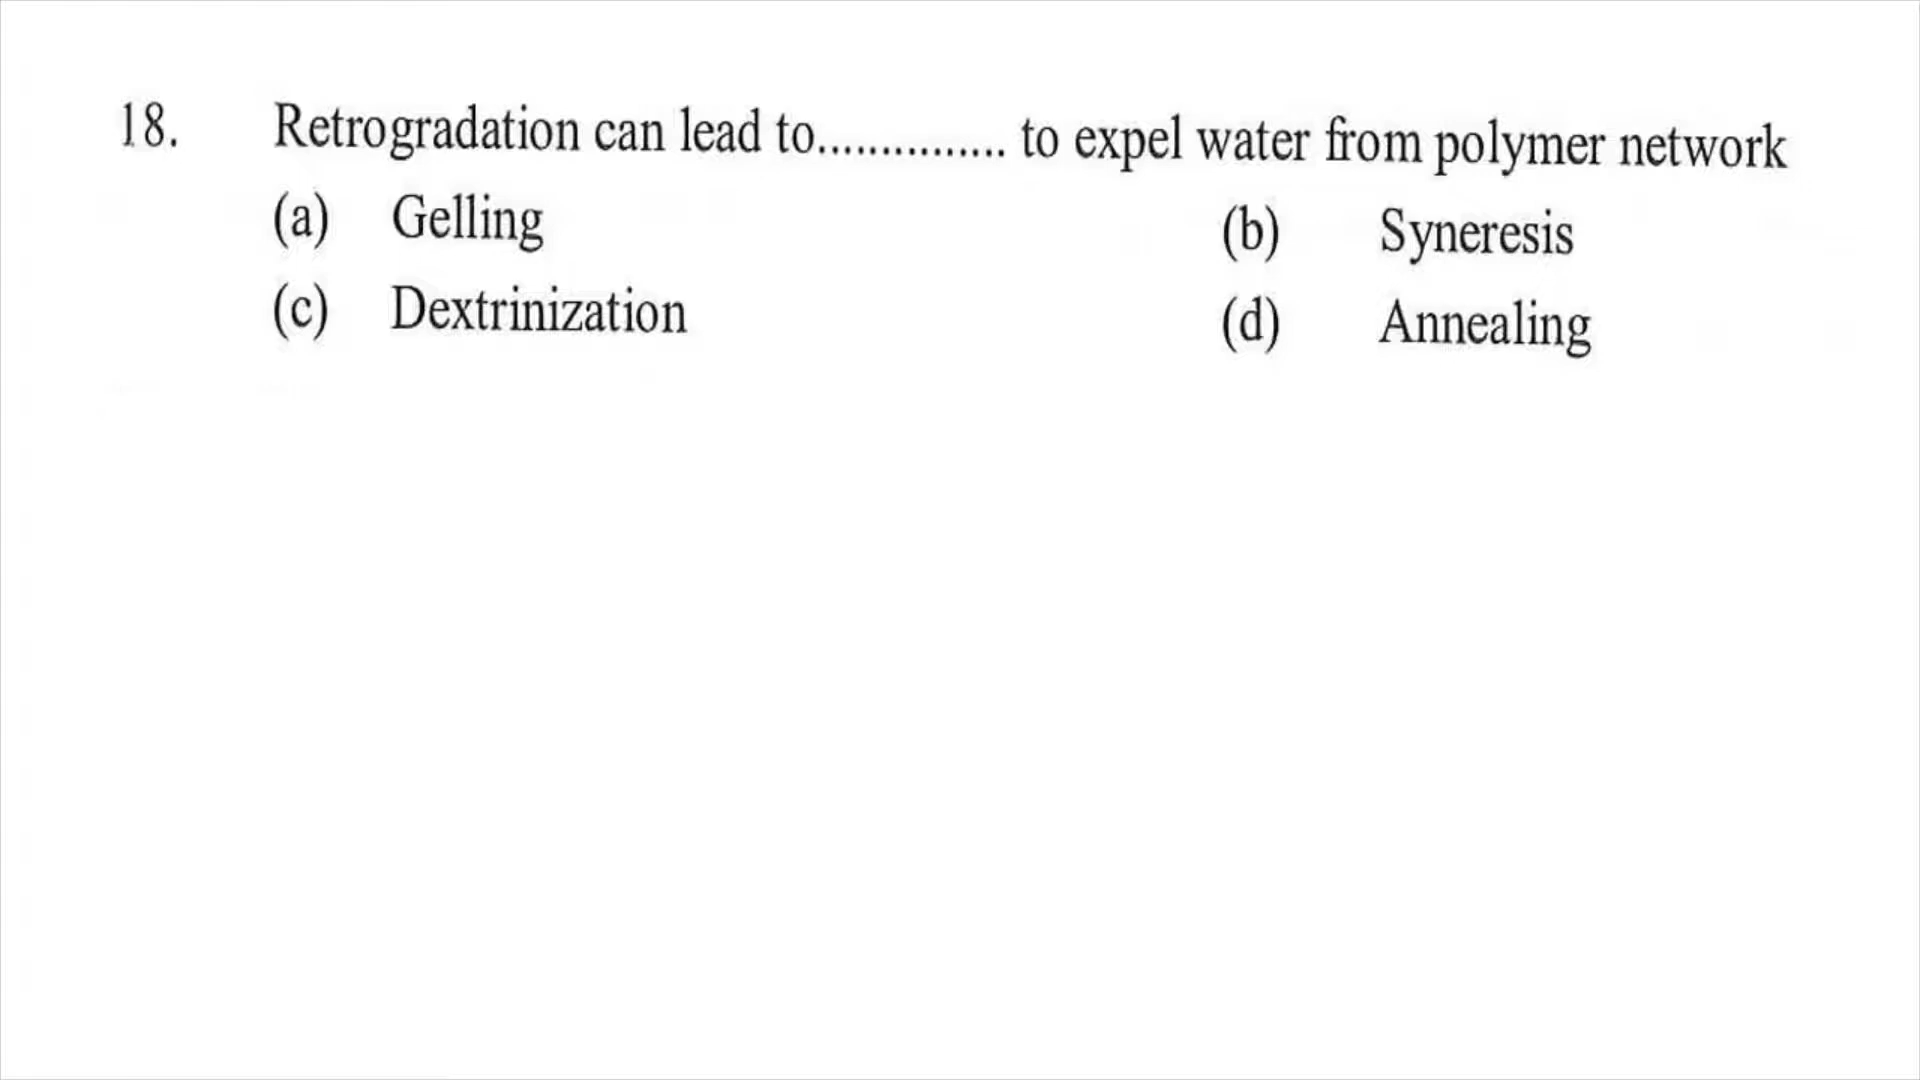 18. Retrogradation can lead to............... to expel water from polymer network
(a) Gelling (b) Syneresis
(c) Dextrinization (d) Annealing